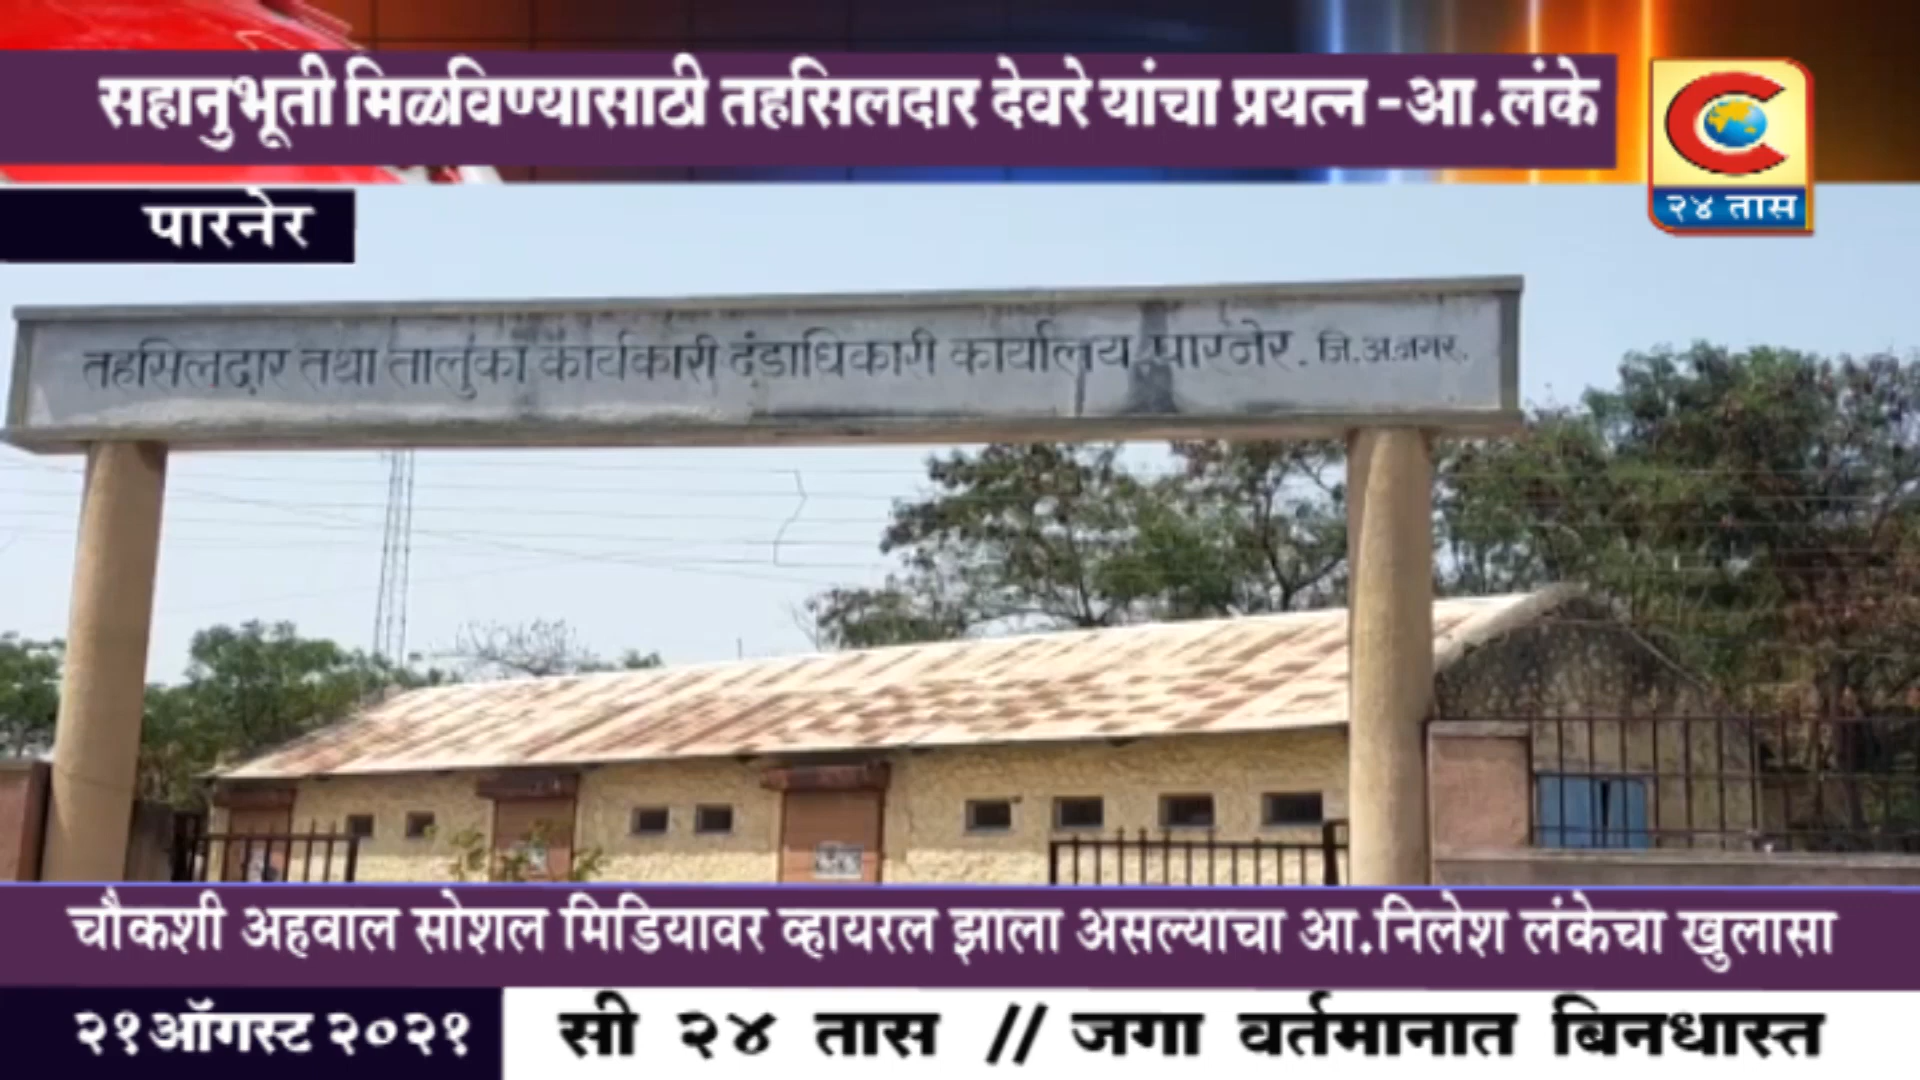 सहानुभूती मिळविण्यासाठी तहसिलदार देवरे यांचा प्रयत्न -आ.लंके
२४ तास
पारनेर
तहसिलदार तथा तालुका कार्यकारी दंडाधिकारी कार्यालय पारनेर. जि.अ.नगर.
चौकशी अहवाल सोशल मिडियावर व्हायरल झाला असल्याचा आ.निलेश लंकेचा खुलासा
२१ऑगस्ट २०२१
सी २४ तास // जगा वर्तमानात बिनधास्त